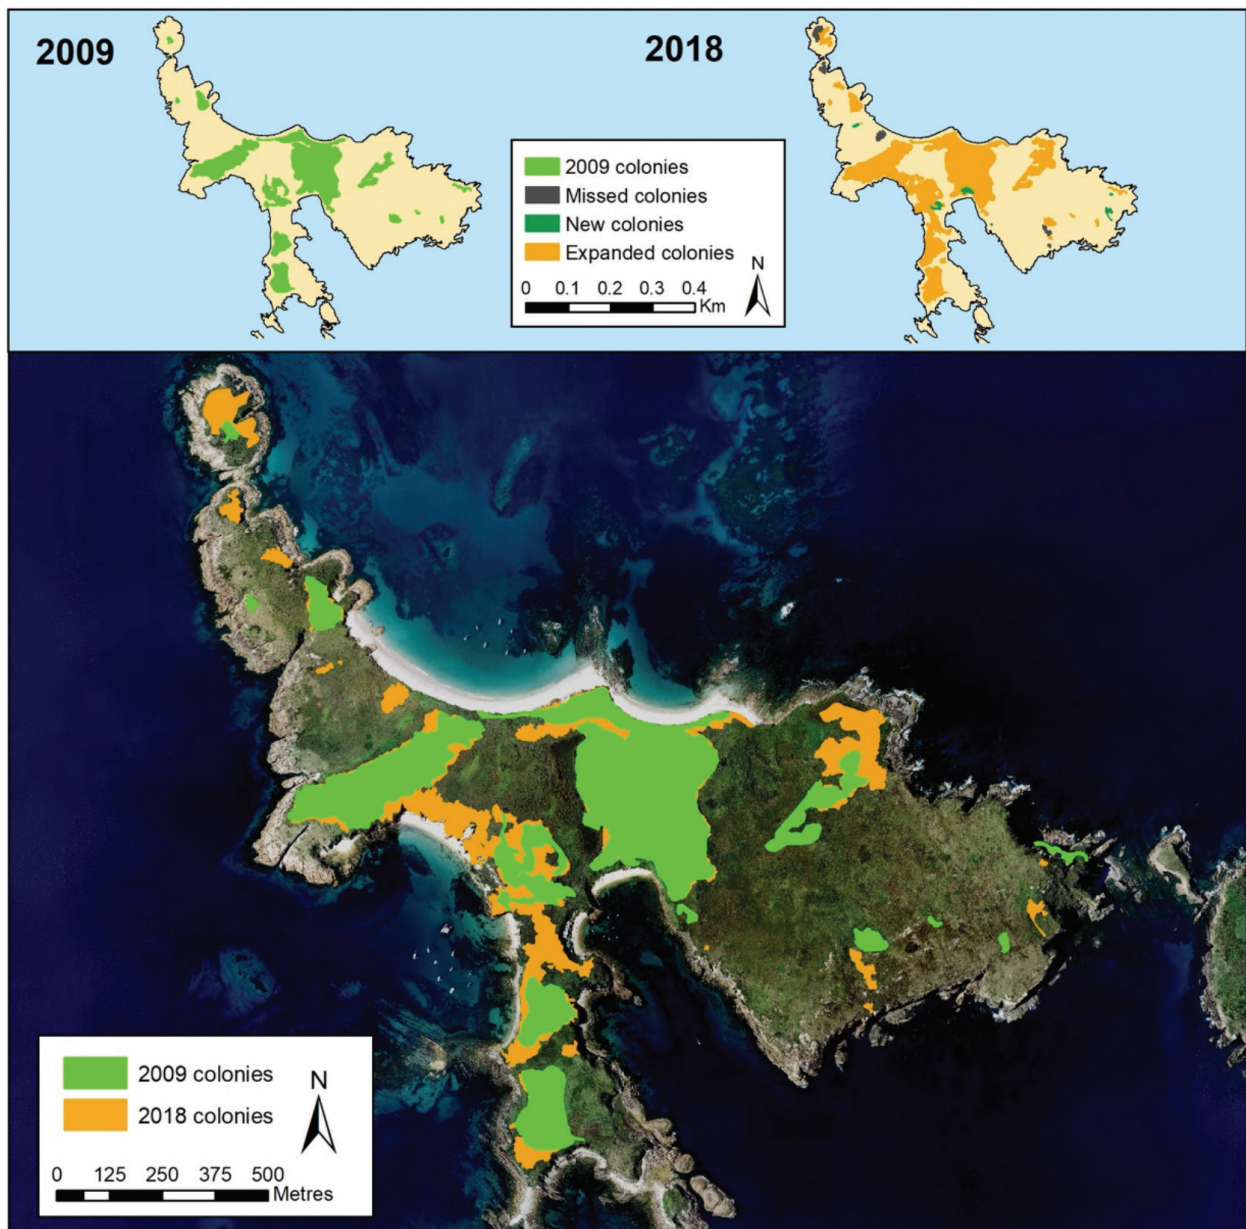 2009
2018
2009 colonies
Missed colonies
New colonies
Expanded colonies
N
0 0.1 0.2 0.3 0.4
Km
2009 colonies
2018 colonies
N
0 125 250 375 500
Metres